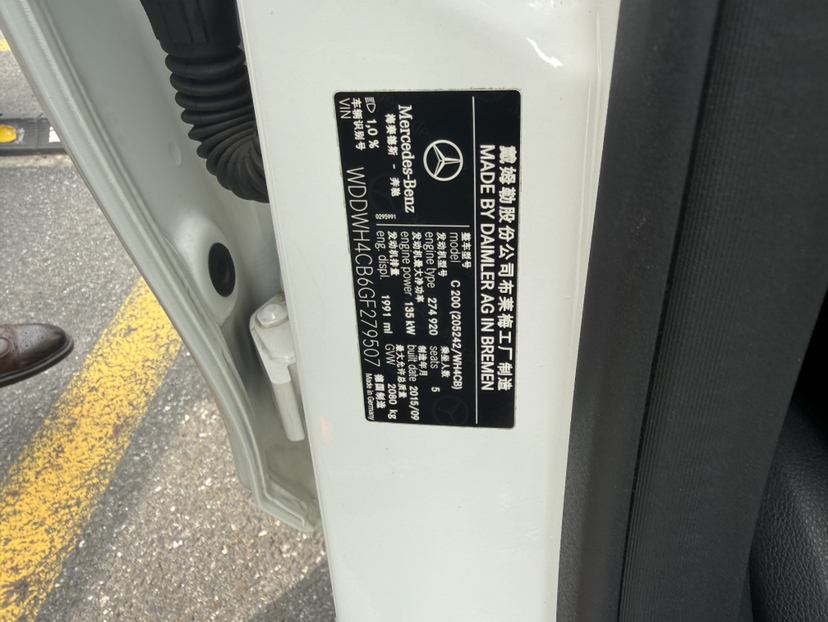 戴姆勒股份公司布莱梅工厂制造
MADE BY DAIMLER AG IN BREMEN
Mercedes-Benz
梅赛德斯 - 奔驰
整车型号
model C 200 (205242/WH4CB)
发动机型号 乘坐人数
engine type 274 920 seats 5
发动机最大净功率 制造年月
engine power 135 kW built date 2015/09
发动机排量 最大允许总质量
eng. displ. 1991 ml GVW 2080 kg
1,0 %
0295991
车辆识别号 德国制造
VIN WDDWH4CB6GF279507 Made in Germany